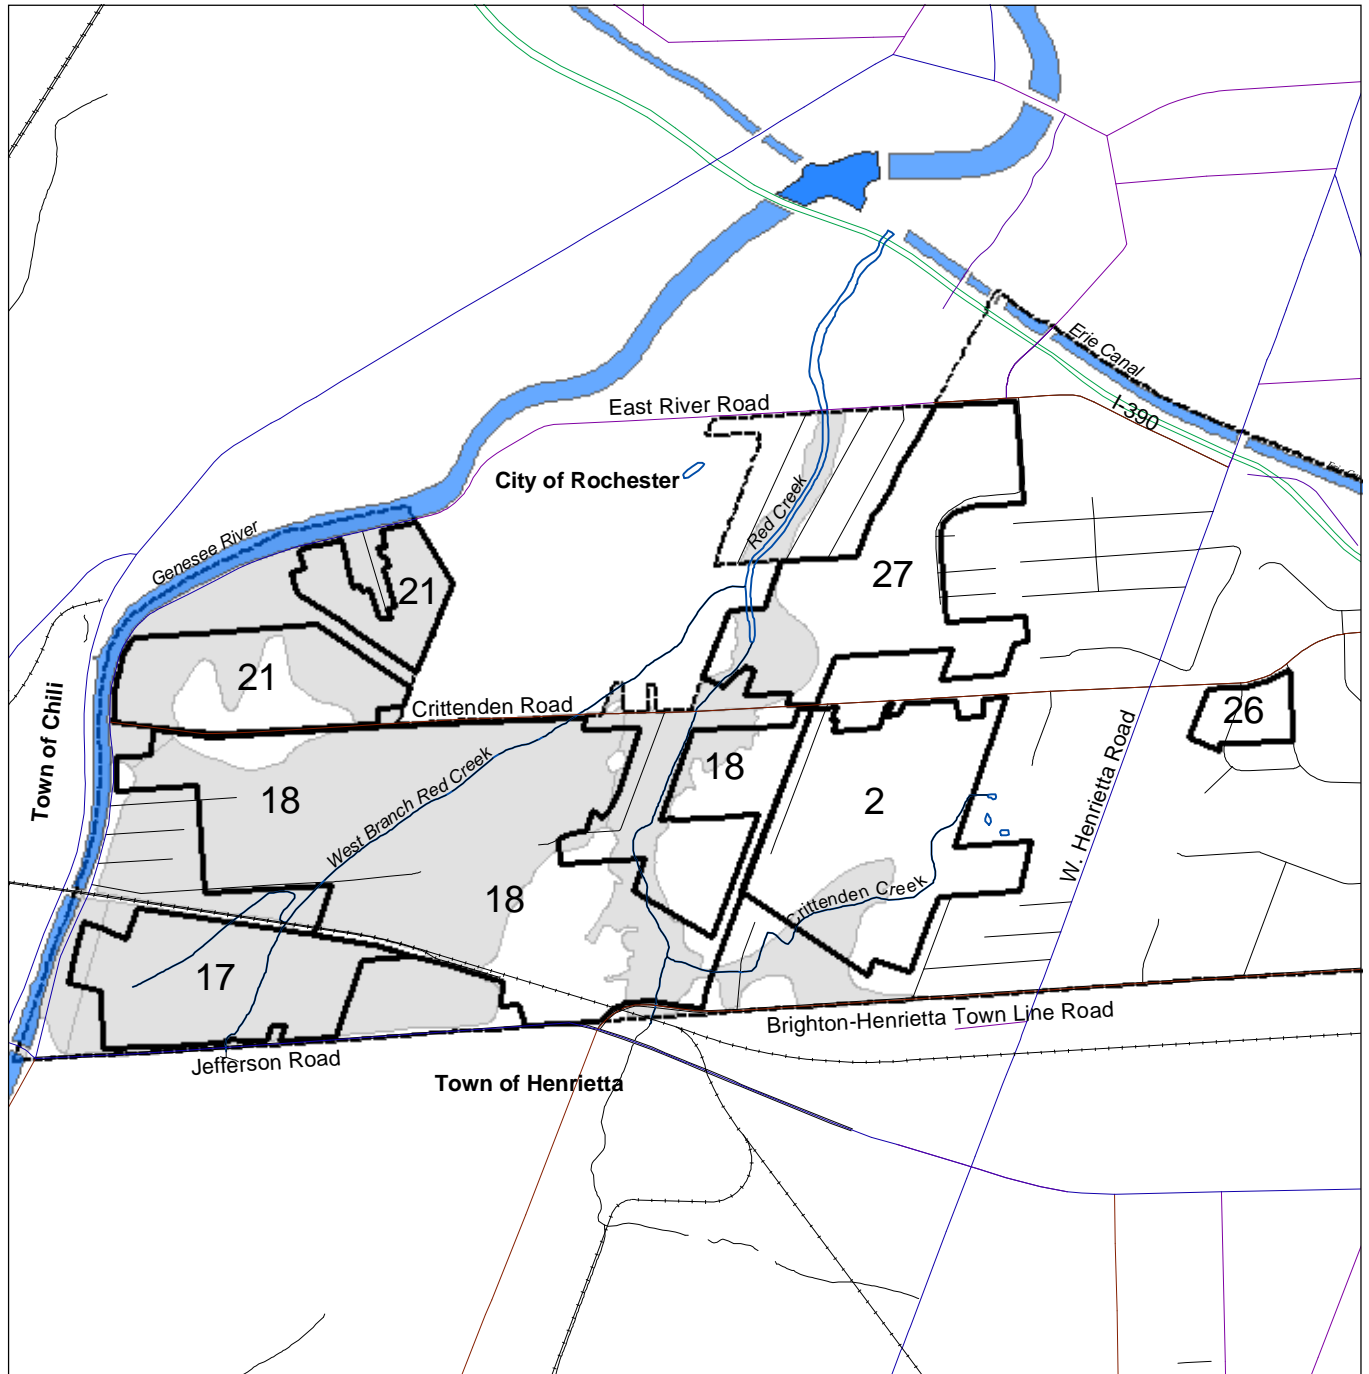 Erie Canal
East River Road
I-390
City of Rochester
Red Creek
Genesee River
21
27
21
Town of Chili
Crittenden Road
26
W. Henrietta Road
18
18
2
West Branch Red Creek
18
Crittenden Creek
17
Brighton-Henrietta Town Line Road
Jefferson Road
Town of Henrietta